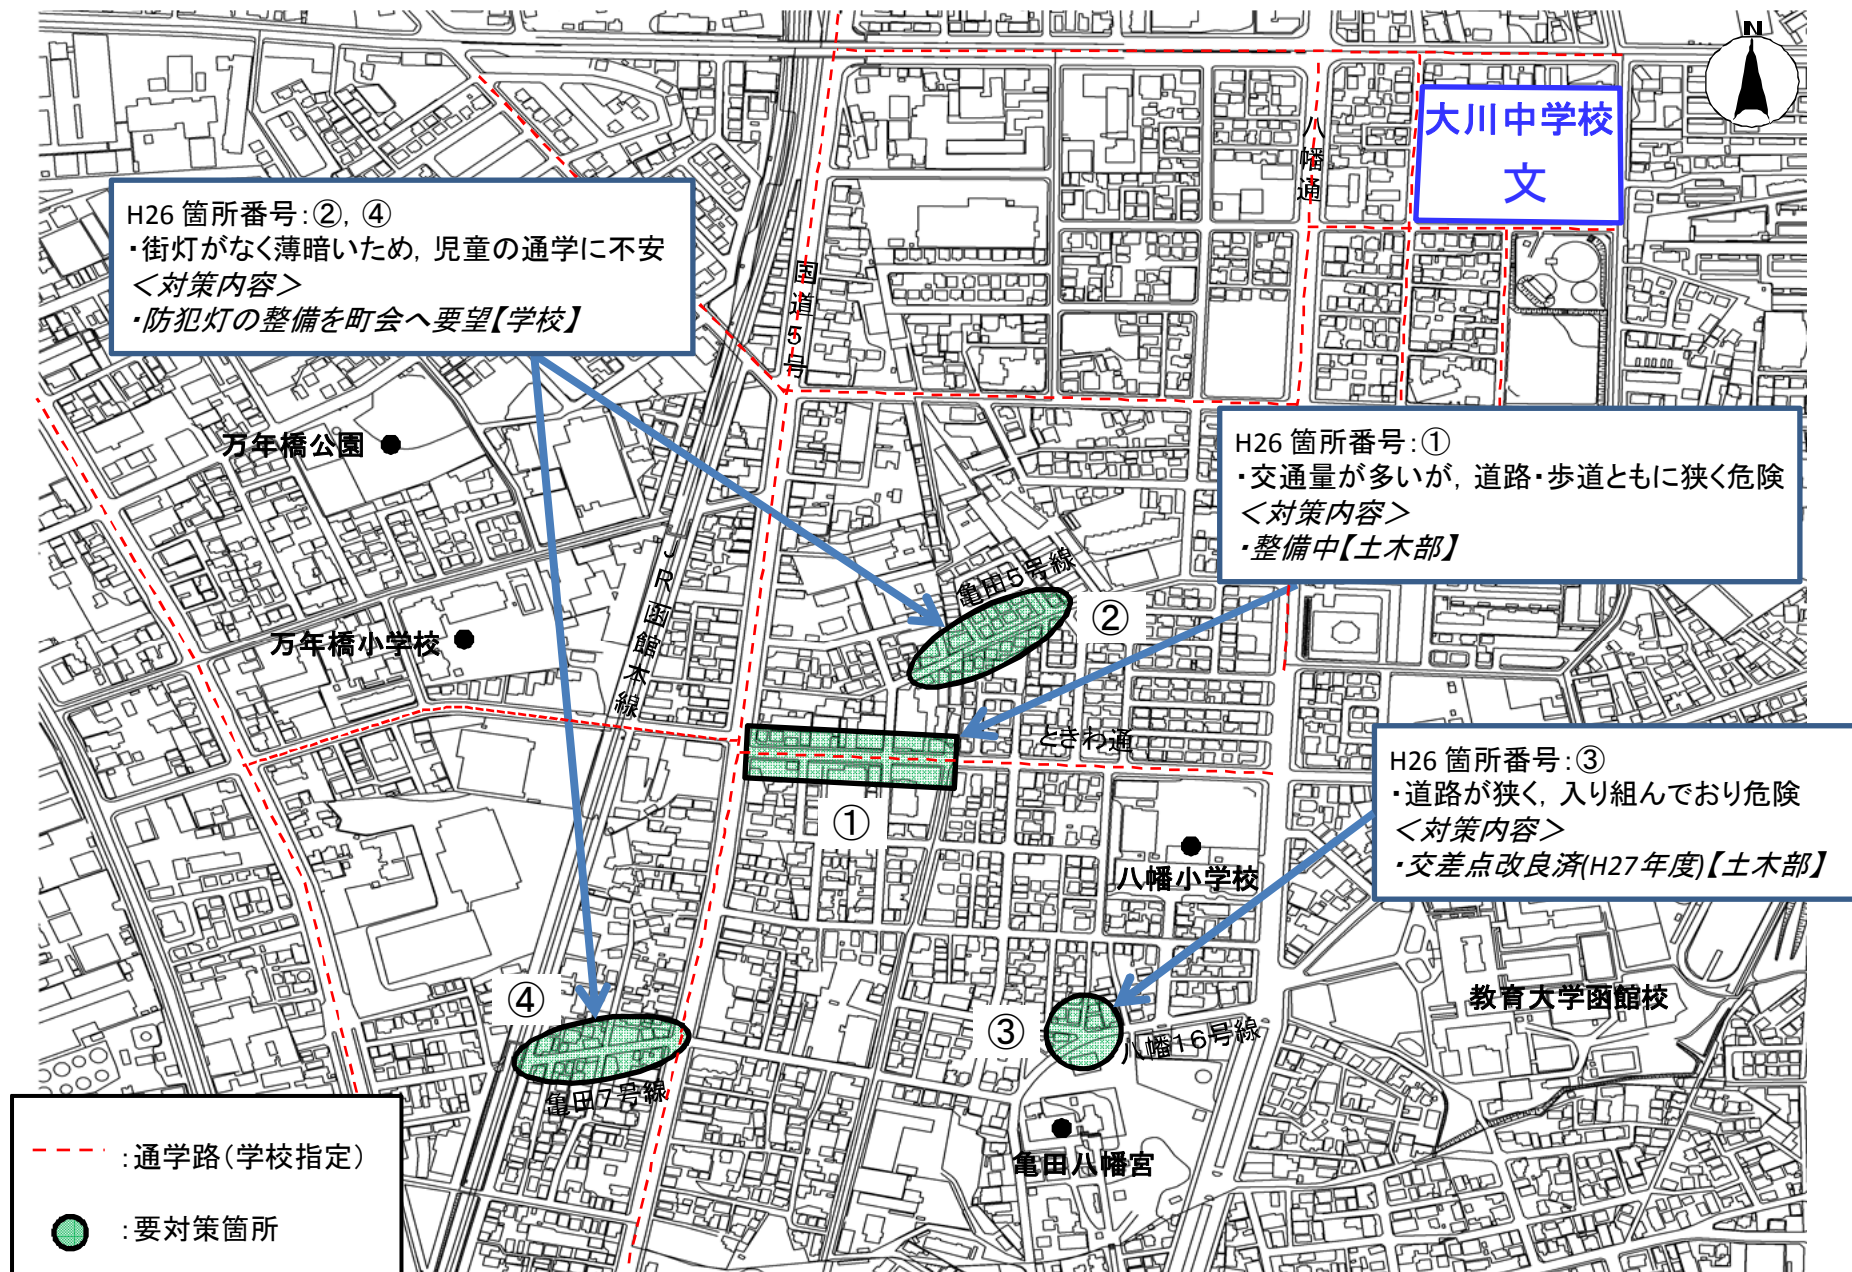 N
大川中学校
文
八幡通
H26 箇所番号:②, ④
・街灯がなく薄暗いため, 児童の通学に不安
＜対策内容＞
・防犯灯の整備を町会へ要望【学校】
国道5号
万年橋公園
H26 箇所番号:①
・交通量が多いが, 道路・歩道ともに狭く危険
＜対策内容＞
・整備中【土木部】
JR函館本線
亀田5号線
②
万年橋小学校
ときわ通
①
H26 箇所番号:③
・道路が狭く, 入り組んでおり危険
＜対策内容＞
・交差点改良済(H27年度)【土木部】
八幡小学校
④
③
教育大学函館校
八幡16号線
亀田7号線
亀田八幡宮
:通学路(学校指定)
:要対策箇所